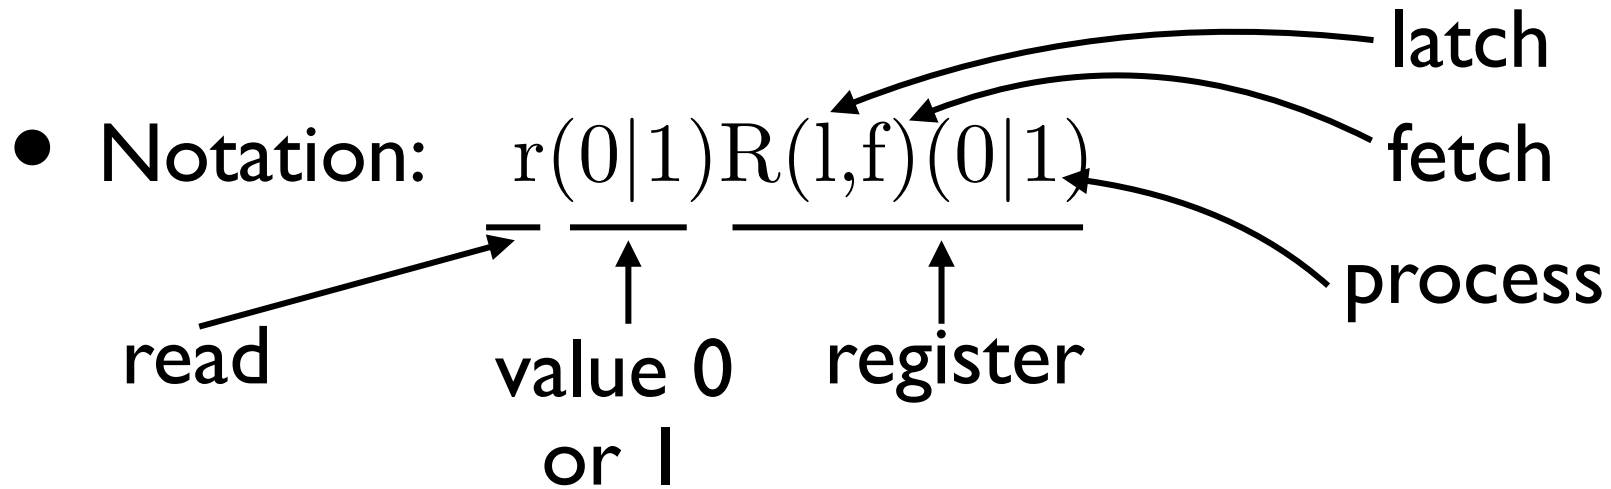 latch
• Notation: r(0|1)R(l,f)(0|1)
fetch
process
read
value 0
or 1
register